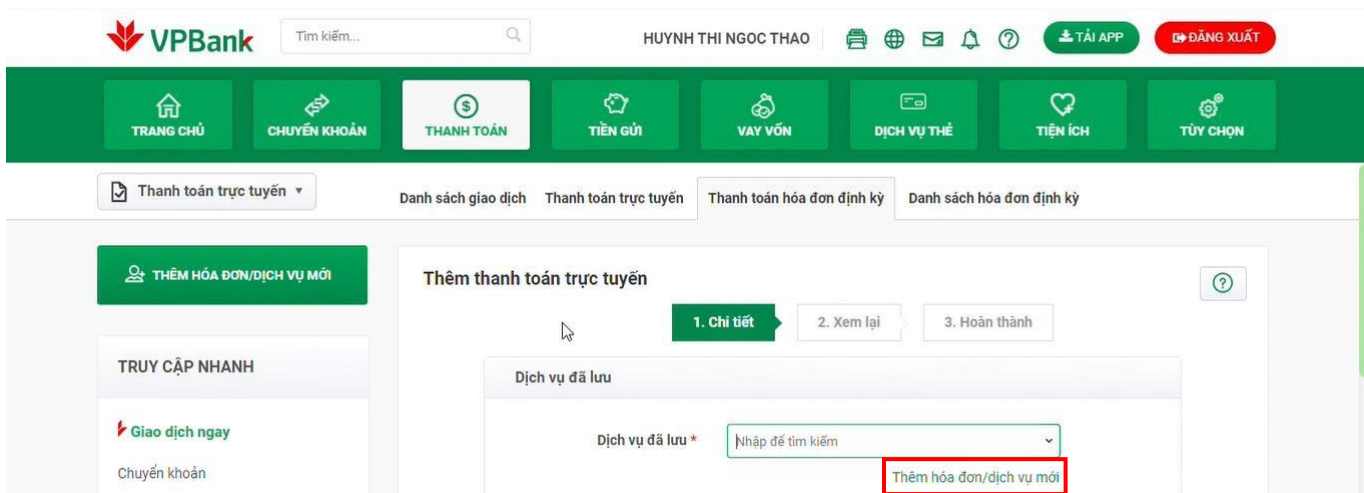 VPBank
Tìm kiếm...
HUYNH THI NGOC THAO
TẢI APP
ĐĂNG XUẤT
TRANG CHỦ
CHUYỂN KHOẢN
THANH TOÁN
TIỀN GỬI
VAY VỐN
DỊCH VỤ THẺ
TIỆN ÍCH
TÙY CHỌN
Thanh toán trực tuyến
Danh sách giao dịch
Thanh toán trực tuyến
Thanh toán hóa đơn định kỳ
Danh sách hóa đơn định kỳ
THÊM HÓA ĐƠN/DỊCH VỤ MỚI
Thêm thanh toán trực tuyến
1. Chi tiết
2. Xem lại
3. Hoàn thành
TRUY CẬP NHANH
Dịch vụ đã lưu
Giao dịch ngay
Dịch vụ đã lưu *
Nhập để tìm kiếm
Chuyển khoản
Thêm hóa đơn/dịch vụ mới